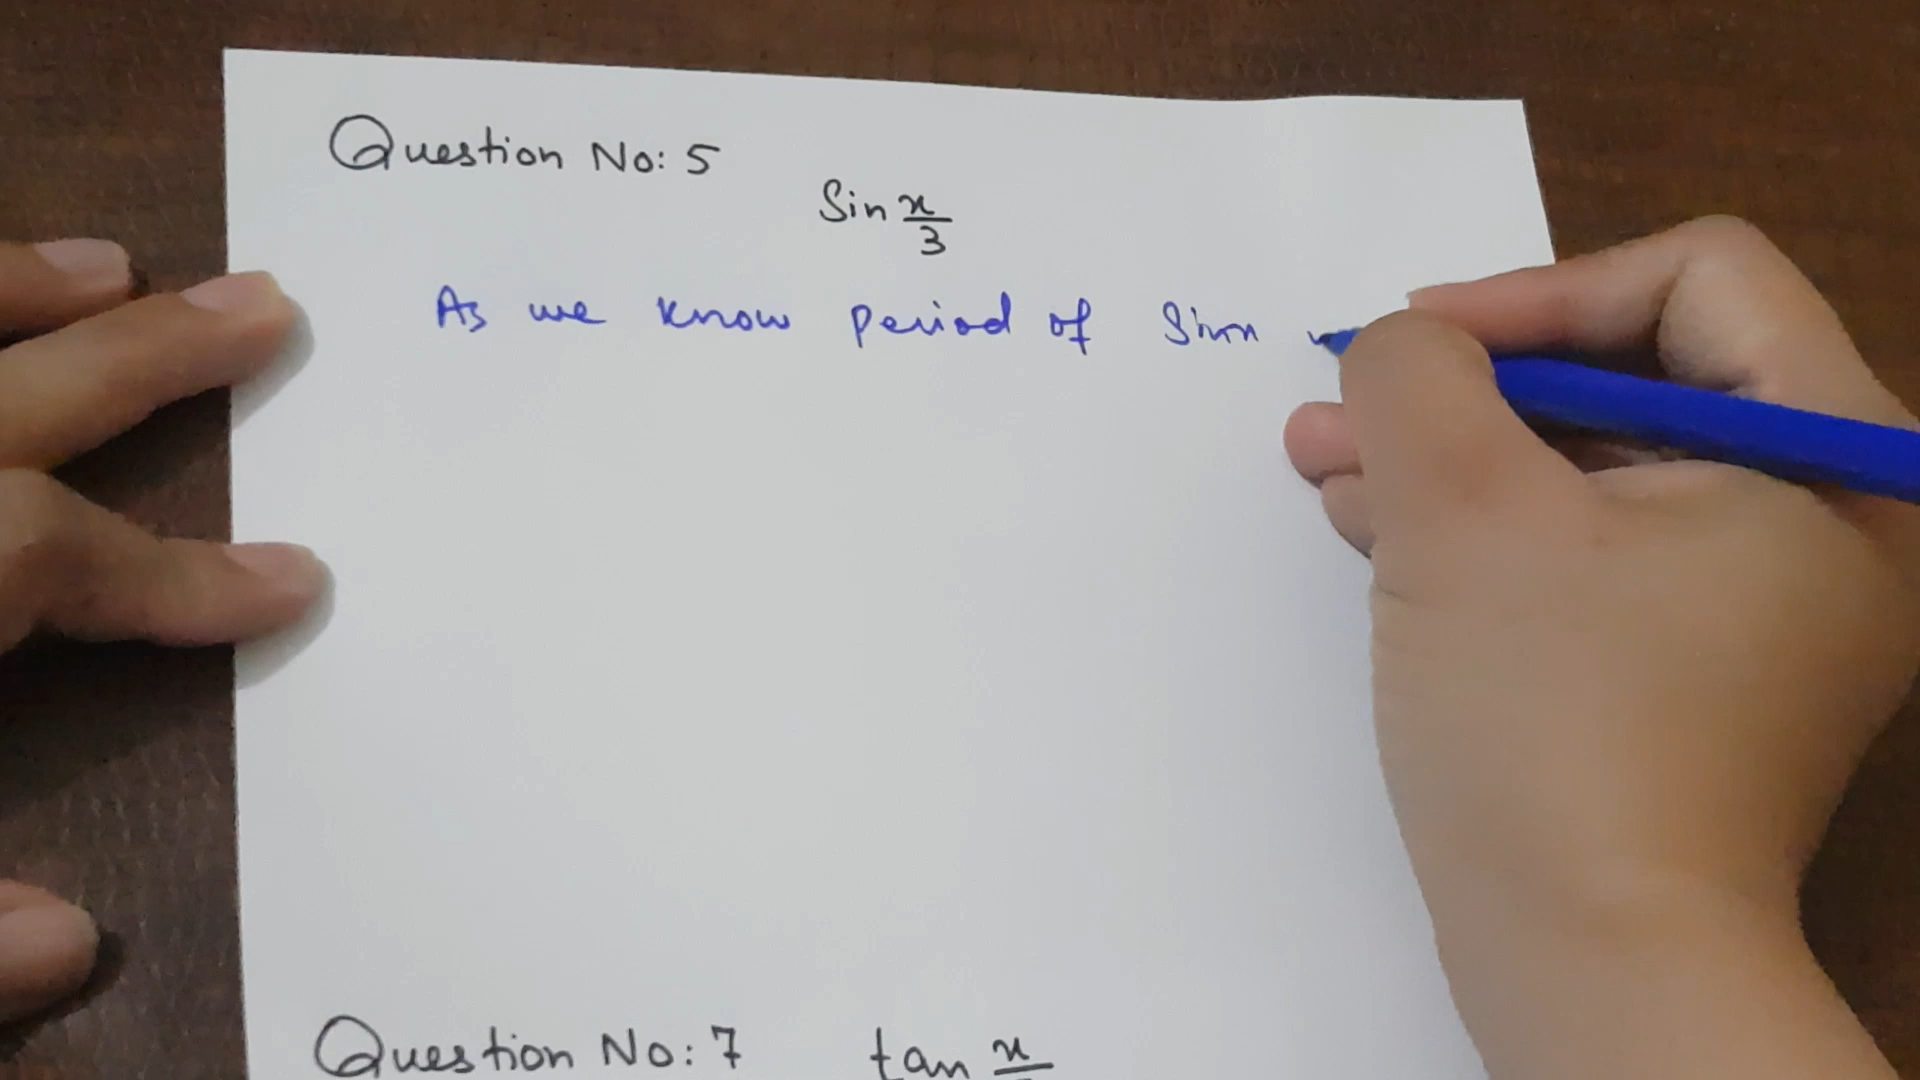 Question No: 5
Sin x/3
As we know period of Sinx
Question No: 7 tan x